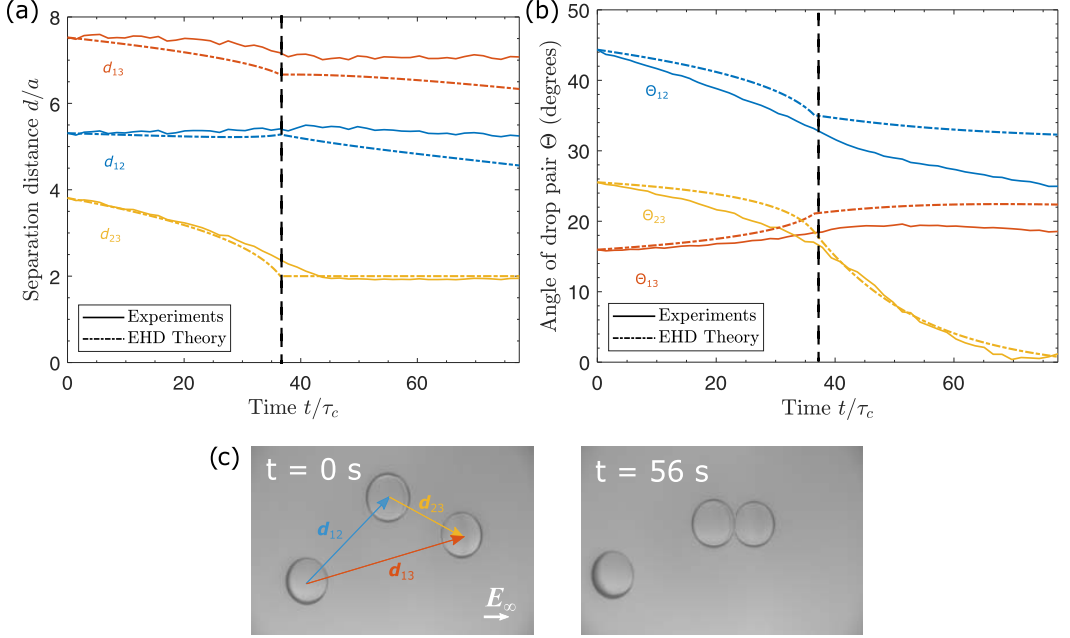 (a)
8
6
4
2
0
Separation distance d/a
d13
d12
d23
Experiments
EHD Theory
0
20
40
60
Time t/τc
(b)
50
40
30
20
10
0
Angle of drop pair Θ (degrees)
Θ12
Θ23
Θ13
Experiments
EHD Theory
0
20
40
60
Time t/τc
(c)
t = 0 s
d12
d23
d13
E∞
t = 56 s